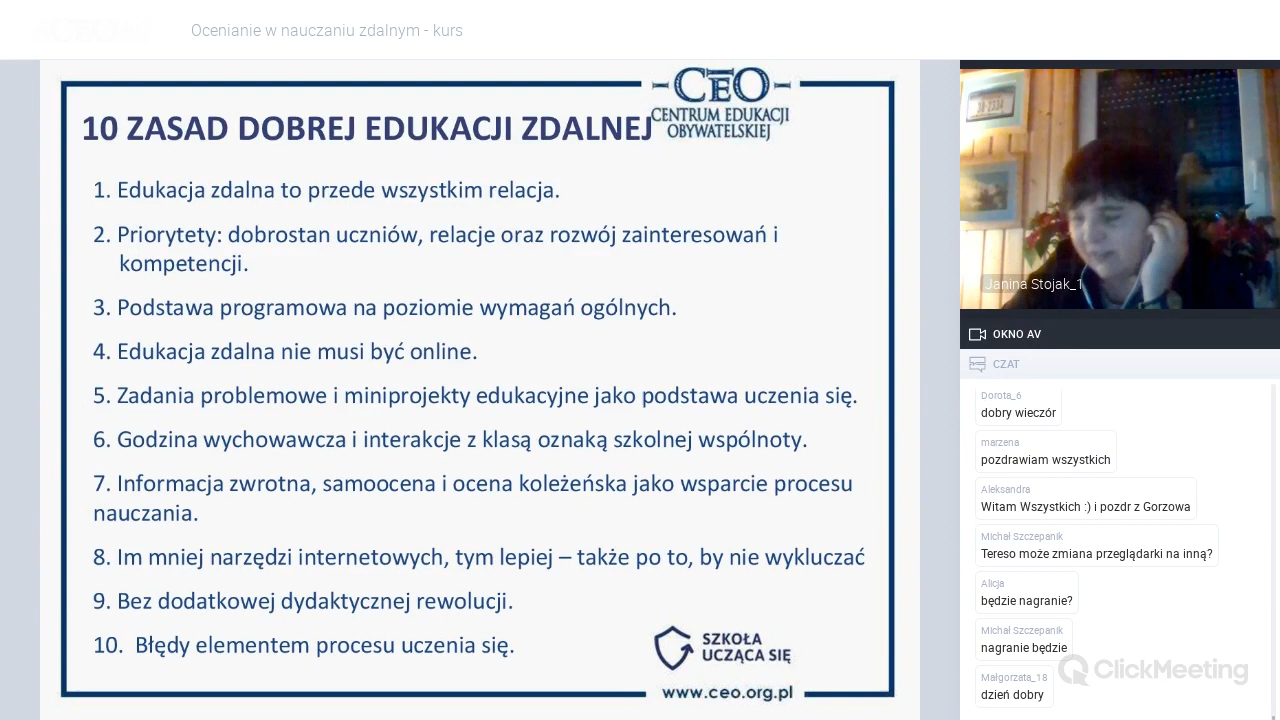 Ocenianie w nauczaniu zdalnym - kurs
CEO
CENTRUM EDUKACJI
OBYWATELSKIEJ
10 ZASAD DOBREJ EDUKACJI ZDALNEJ
1. Edukacja zdalna to przede wszystkim relacja.
2. Priorytety: dobrostan uczniów, relacje oraz rozwój zainteresowań i
kompetencji.
3. Podstawa programowa na poziomie wymagań ogólnych.
4. Edukacja zdalna nie musi być online.
5. Zadania problemowe i miniprojekty edukacyjne jako podstawa uczenia się.
6. Godzina wychowawcza i interakcje z klasą oznaką szkolnej wspólnoty.
7. Informacja zwrotna, samoocena i ocena koleżeńska jako wsparcie procesu
nauczania.
8. Im mniej narzędzi internetowych, tym lepiej – także po to, by nie wykluczać
9. Bez dodatkowej dydaktycznej rewolucji.
10. Błędy elementem procesu uczenia się.
SZKOŁA
UCZĄCA SIĘ
www.ceo.org.pl
Janina Stojak_1
OKNO AV
CZAT
Dorota_6
dobry wieczór
marzena
pozdrawiam wszystkich
Aleksandra
Witam Wszystkich :) i pozdr z Gorzowa
Michał Szczepanik
Tereso może zmiana przeglądarki na inną?
Alicja
będzie nagranie?
Michał Szczepanik
nagranie będzie
Małgorzata_18
dzień dobry
ClickMeeting